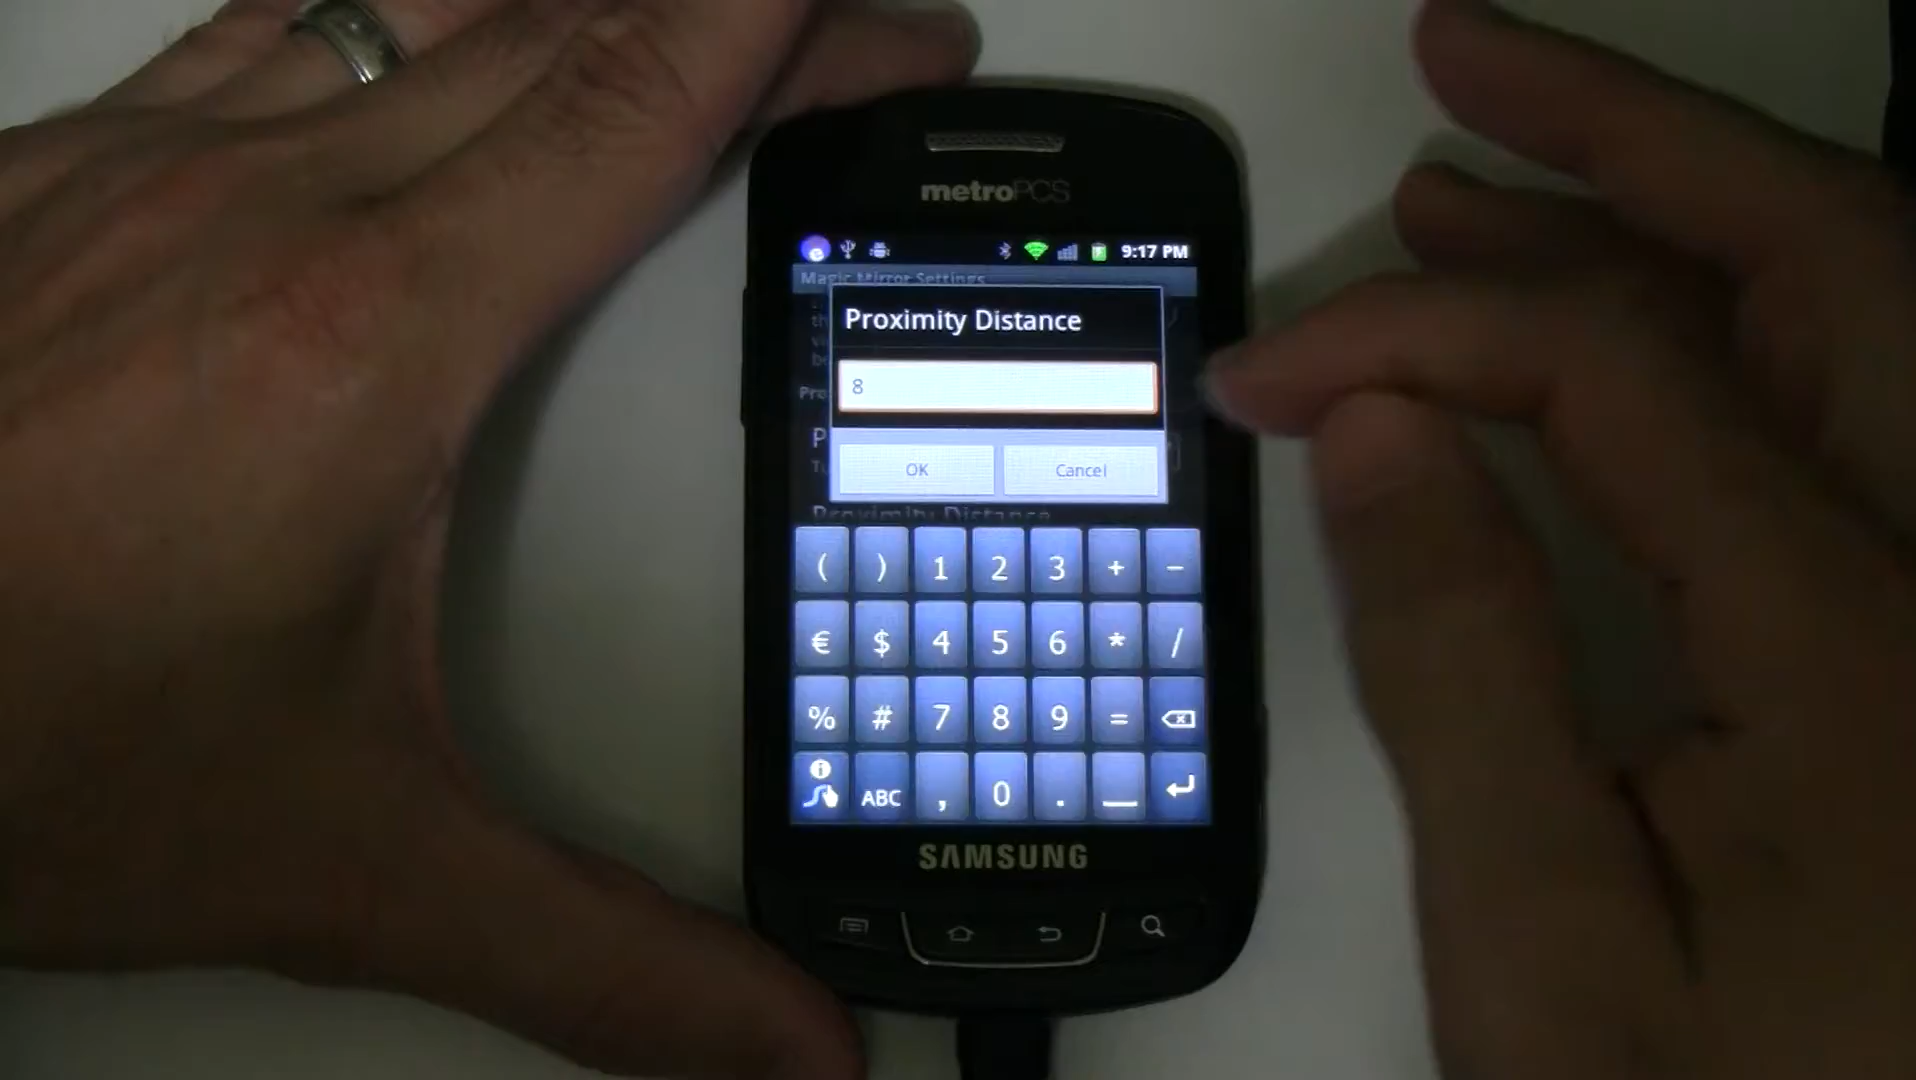 metroPCS
9:17 PM
Magic Mirror Settings
Proximity Distance
8
OK Cancel
Proximity Distance
( ) 1 2 3 + -
€ $ 4 5 6 * /
% # 7 8 9 =
ABC , 0 .
SAMSUNG